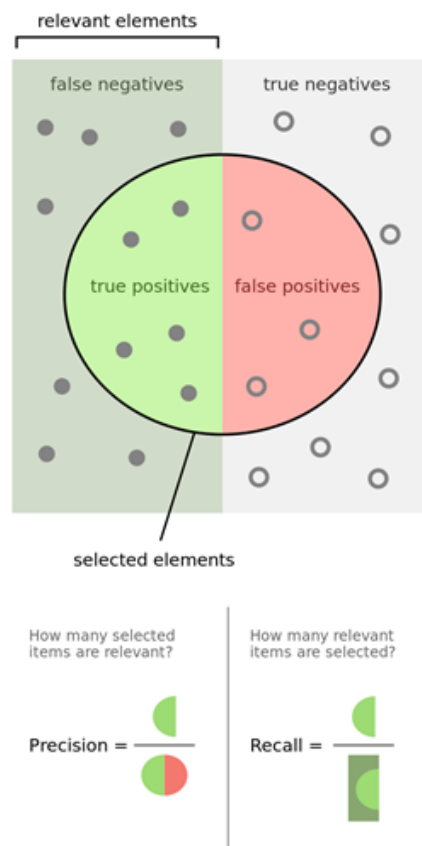 relevant elements
false negatives
true negatives
true positives
false positives
selected elements
How many selected
items are relevant?
How many relevant
items are selected?
Precision =
Recall =